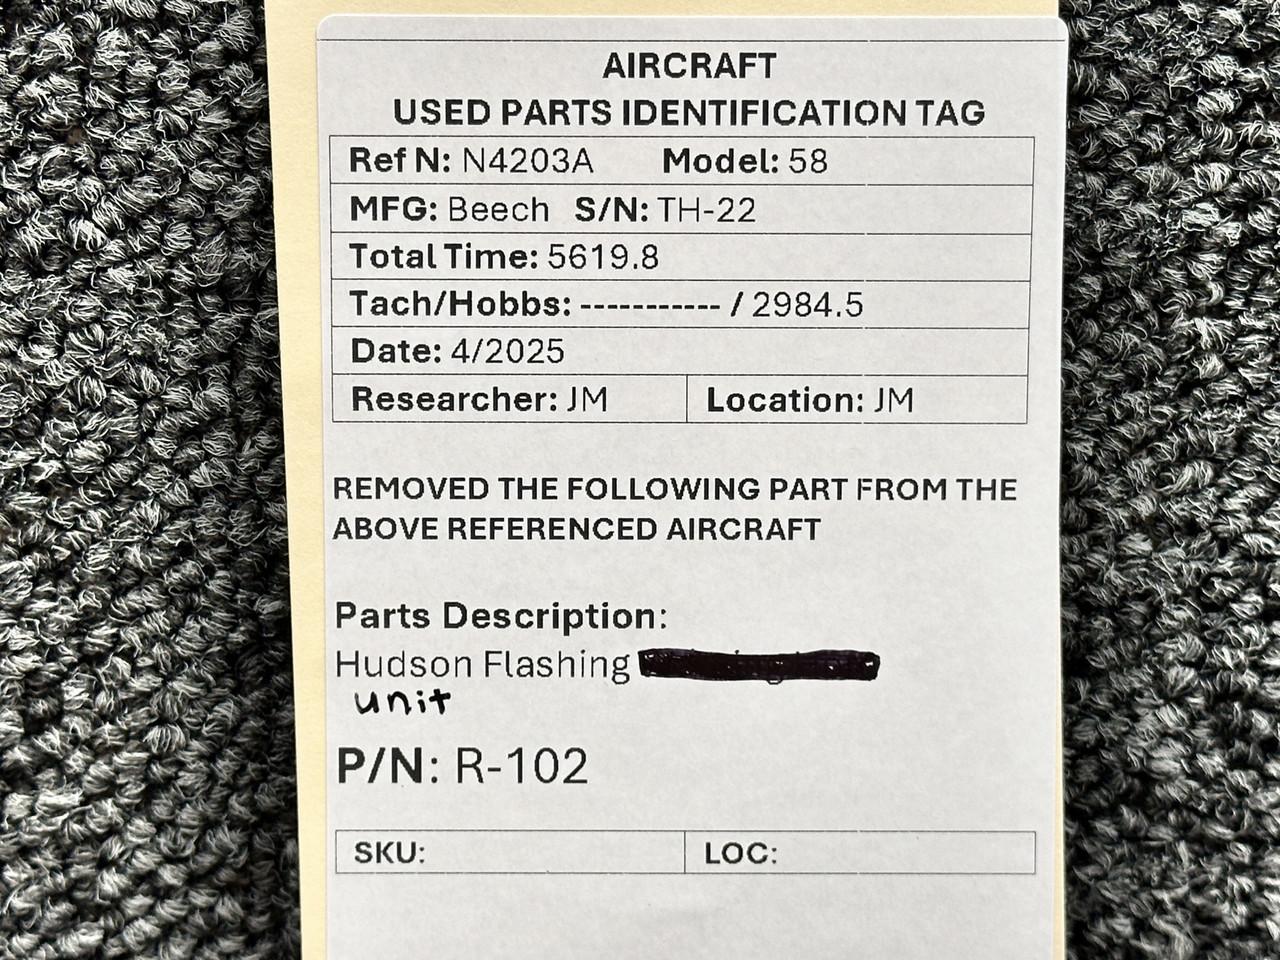 AIRCRAFT
USED PARTS IDENTIFICATION TAG
Ref N: N4203A Model: 58
MFG: Beech S/N: TH-22
Total Time: 5619.8
Tach/Hobbs: ----------- / 2984.5
Date: 4/2025
Researcher: JM Location: JM
REMOVED THE FOLLOWING PART FROM THE
ABOVE REFERENCED AIRCRAFT
Parts Description:
Hudson Flashing
unit
P/N: R-102
SKU: LOC: